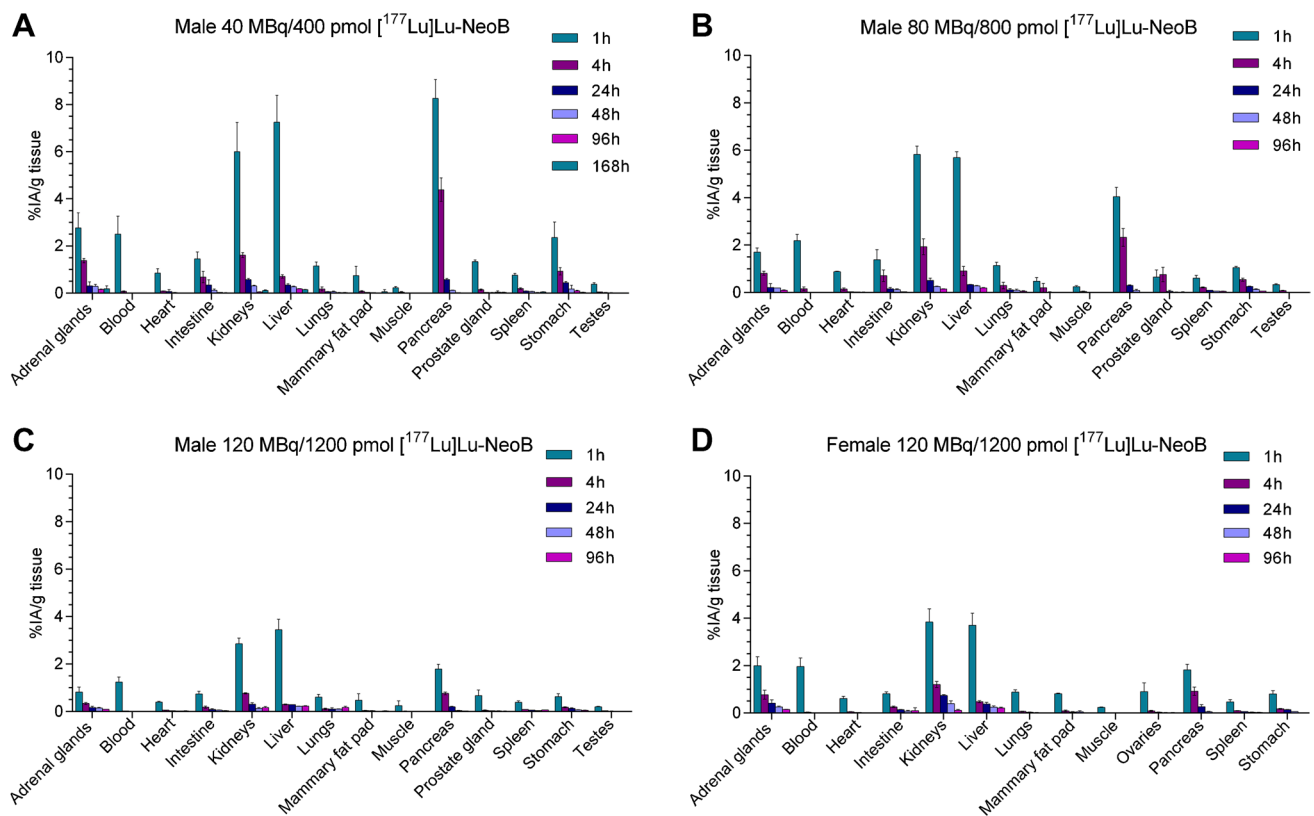 A
Male 40 MBq/400 pmol [¹⁷⁷Lu]Lu-NeoB
1h
4h
24h
48h
96h
168h
%IA/g tissue
10
8
6
4
2
0
Adrenal glands
Blood
Heart
Intestine
Kidneys
Liver
Lungs
Mammary fat pad
Muscle
Pancreas
Prostate gland
Spleen
Stomach
Testes
B
Male 80 MBq/800 pmol [¹⁷⁷Lu]Lu-NeoB
1h
4h
24h
48h
96h
%IA/g tissue
10
8
6
4
2
0
Adrenal glands
Blood
Heart
Intestine
Kidneys
Liver
Lungs
Mammary fat pad
Muscle
Pancreas
Prostate gland
Spleen
Stomach
Testes
C
Male 120 MBq/1200 pmol [¹⁷⁷Lu]Lu-NeoB
1h
4h
24h
48h
96h
%IA/g tissue
10
8
6
4
2
0
Adrenal glands
Blood
Heart
Intestine
Kidneys
Liver
Lungs
Mammary fat pad
Muscle
Pancreas
Prostate gland
Spleen
Stomach
Testes
D
Female 120 MBq/1200 pmol [¹⁷⁷Lu]Lu-NeoB
1h
4h
24h
48h
96h
%IA/g tissue
10
8
6
4
2
0
Adrenal glands
Blood
Heart
Intestine
Kidneys
Liver
Lungs
Mammary fat pad
Muscle
Ovaries
Pancreas
Spleen
Stomach